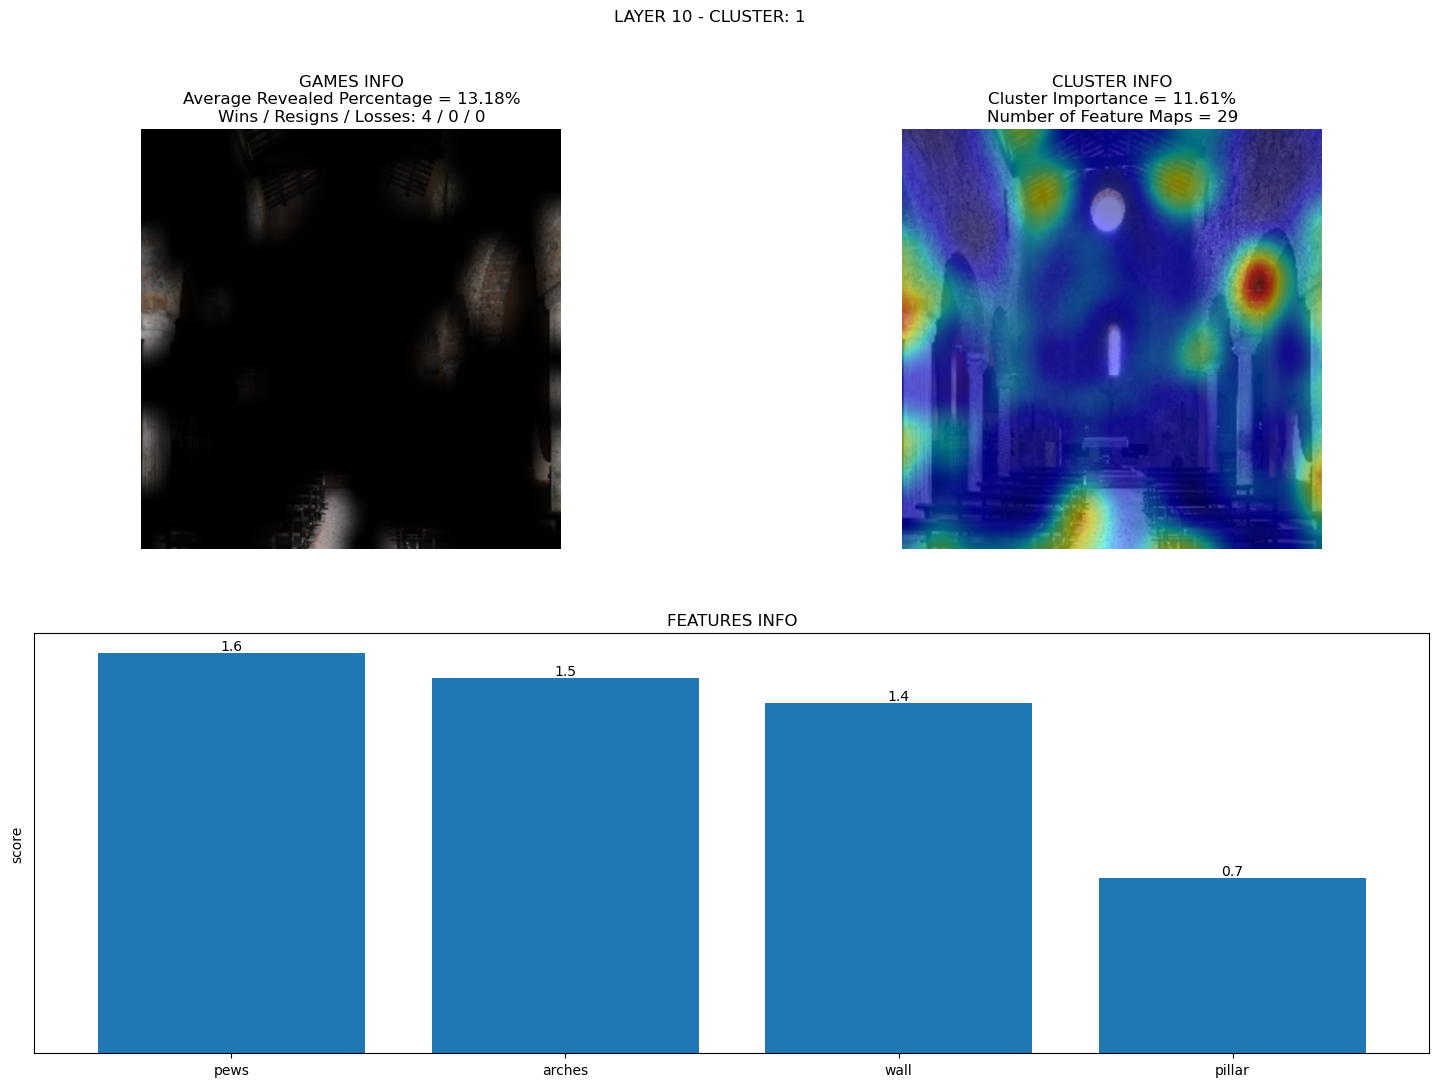 LAYER 10 - CLUSTER: 1
GAMES INFO
Average Revealed Percentage = 13.18%
Wins / Resigns / Losses: 4 / 0 / 0
CLUSTER INFO
Cluster Importance = 11.61%
Number of Feature Maps = 29
FEATURES INFO
score
1.6
1.5
1.4
0.7
pews
arches
wall
pillar